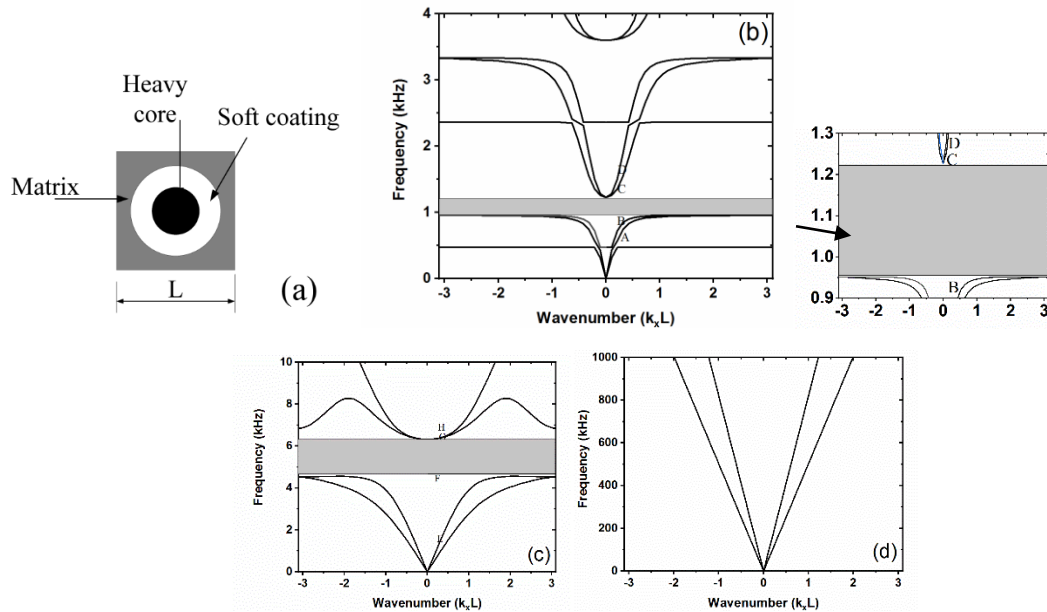 Heavy
core
Soft coating
Matrix
L
(a)
(b)
Frequency (kHz)
4
3
2
1
0
D
C
B
A
-3 -2 -1 0 1 2 3
Wavenumber (kxL)
1.3
1.2
1.1
1.0
0.9
D
C
B
-3 -2 -1 0 1 2 3
Frequency (kHz)
10
8
6
4
2
0
H
G
F
(c)
-3 -2 -1 0 1 2 3
Wavenumber (kxL)
Frequency (kHz)
1000
800
600
400
200
0
(d)
-3 -2 -1 0 1 2 3
Wavenumber (kxL)